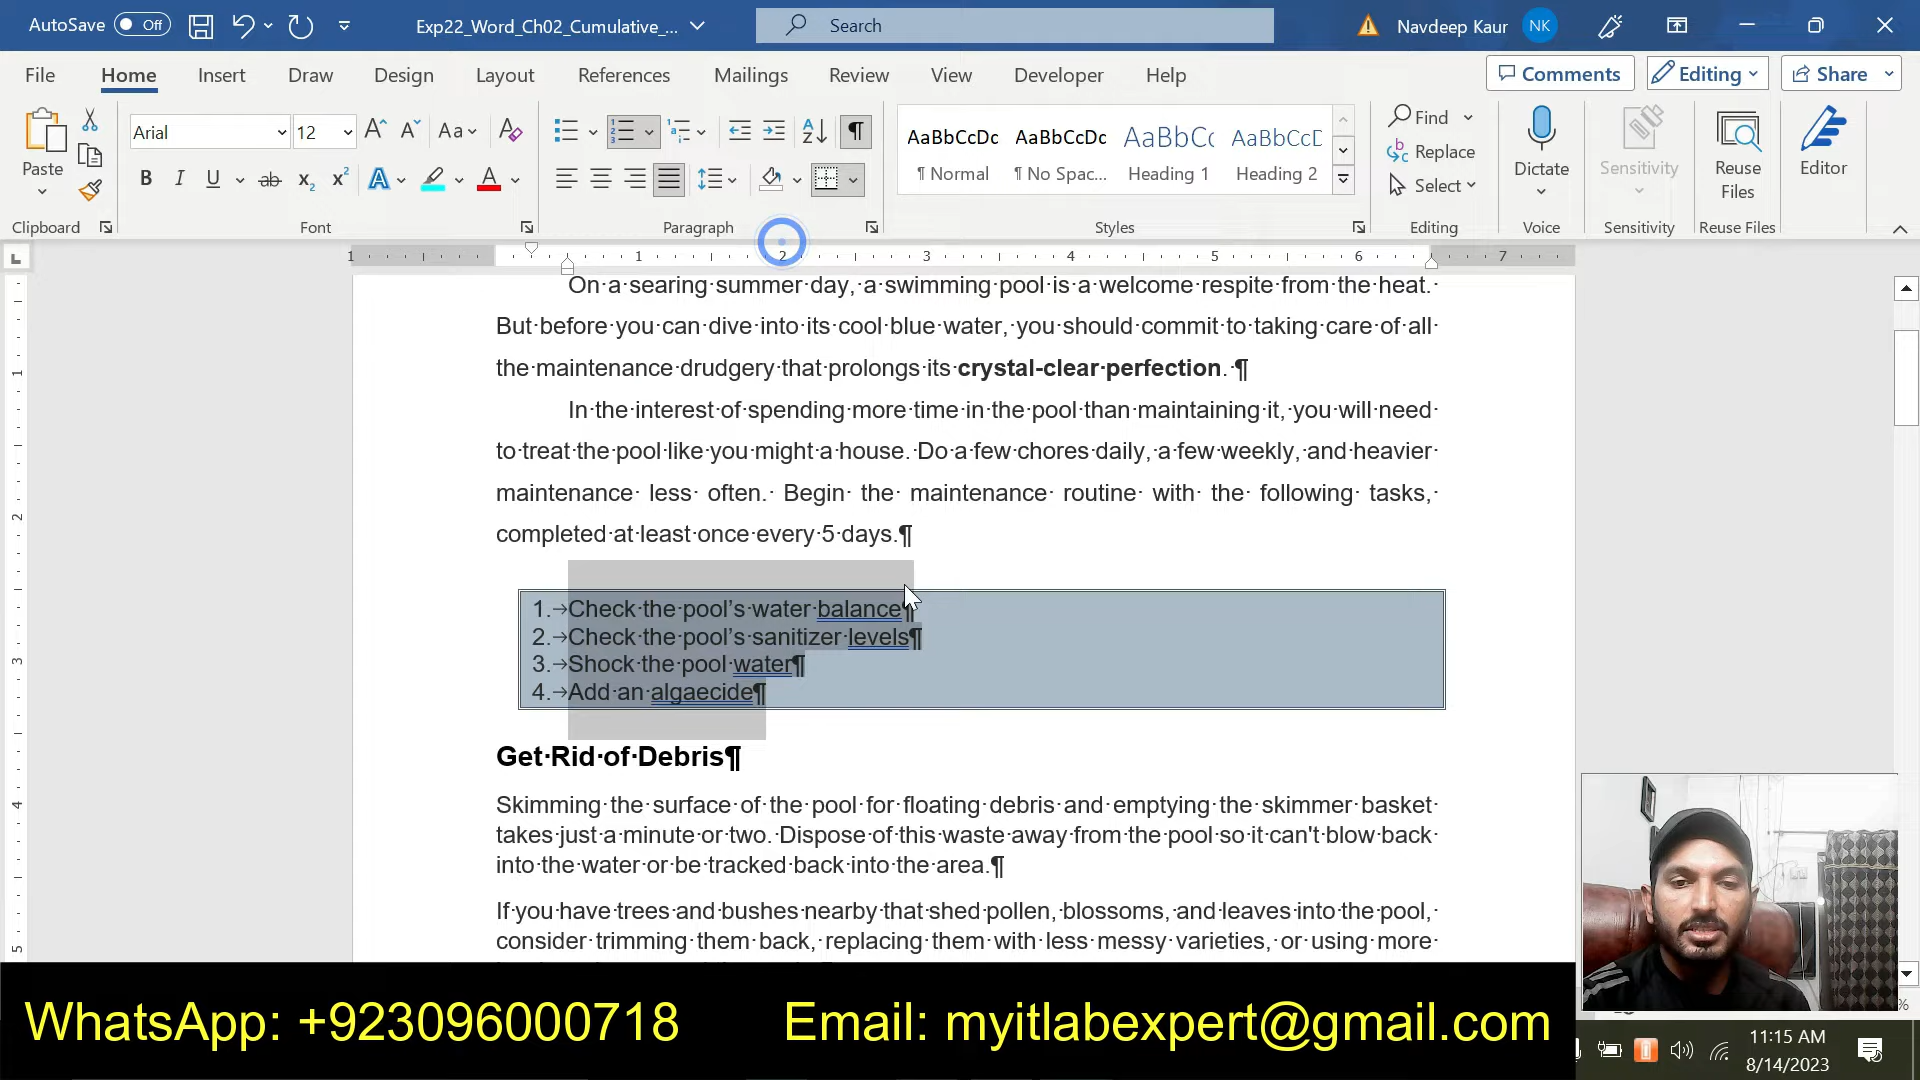 AutoSave Off Exp22_Word_Ch02_Cumulative_... Search Navdeep Kaur NK
File Home Insert Draw Design Layout References Mailings Review View Developer Help Comments Editing Share
Paste Arial 12 Aa AaBbCcDc AaBbCcDc AaBbCc AaBbCcD Find Replace Select Dictate Sensitivity Reuse Files Editor
Normal No Spac... Heading 1 Heading 2
Clipboard Font Paragraph Styles Editing Voice Sensitivity Reuse Files
1 1 2 3 4 5 6 7
On a searing summer day, a swimming pool is a welcome respite from the heat.
But before you can dive into its cool blue water, you should commit to taking care of all
the maintenance drudgery that prolongs its crystal-clear perfection. ¶
In the interest of spending more time in the pool than maintaining it, you will need
to treat the pool like you might a house. Do a few chores daily, a few weekly, and heavier
maintenance less often. Begin the maintenance routine with the following tasks,
completed at least once every 5 days.¶
1.→Check the pool’s water balance¶
2.→Check the pool’s sanitizer levels¶
3.→Shock the pool water¶
4.→Add an algaecide¶
Get Rid of Debris¶
Skimming the surface of the pool for floating debris and emptying the skimmer basket
takes just a minute or two. Dispose of this waste away from the pool so it can't blow back
into the water or be tracked back into the area.¶
If you have trees and bushes nearby that shed pollen, blossoms, and leaves into the pool,
consider trimming them back, replacing them with less messy varieties, or using more
WhatsApp: +923096000718 Email: myitlabexpert@gmail.com
11:15 AM
8/14/2023